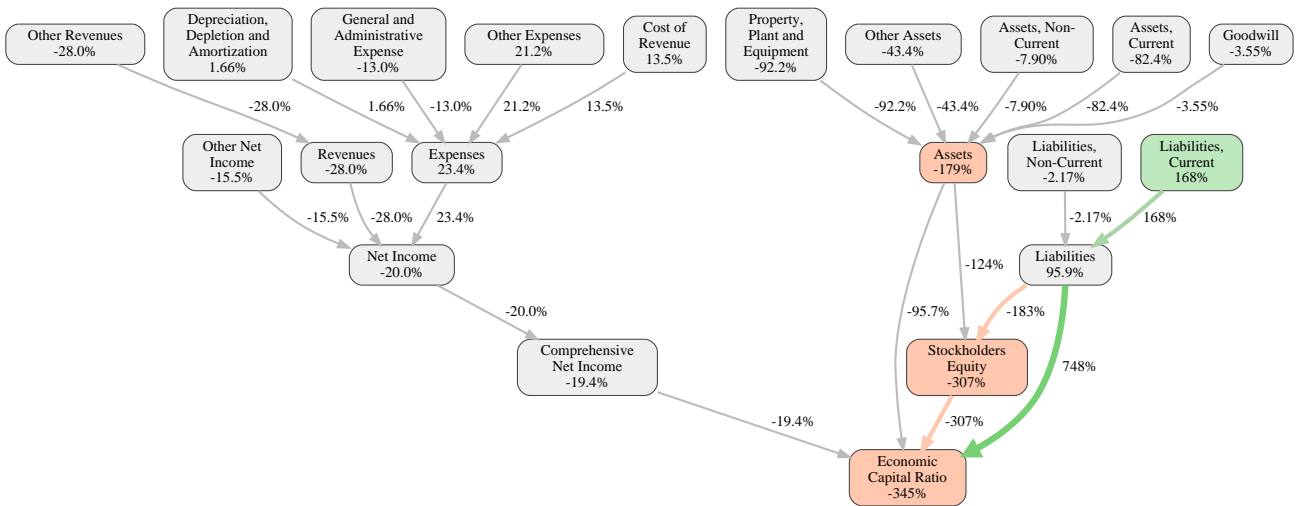 Other Revenues
-28.0%
Depreciation,
Depletion and
Amortization
1.66%
General and
Administrative
Expense
-13.0%
Other Expenses
21.2%
Cost of
Revenue
13.5%
Property,
Plant and
Equipment
-92.2%
Other Assets
-43.4%
Assets, Non-
Current
-7.90%
Assets,
Current
-82.4%
Goodwill
-3.55%
-28.0%
1.66%
-13.0%
21.2%
13.5%
-92.2%
-43.4%
-7.90%
-82.4%
-3.55%
Other Net
Income
-15.5%
Revenues
-28.0%
Expenses
23.4%
Assets
-179%
Liabilities,
Non-Current
-2.17%
Liabilities,
Current
168%
-15.5%
-28.0%
23.4%
-2.17%
168%
Net Income
-20.0%
-124%
Liabilities
95.9%
-20.0%
-95.7%
-183%
Comprehensive
Net Income
-19.4%
Stockholders
Equity
-307%
748%
-19.4%
-307%
Economic
Capital Ratio
-345%